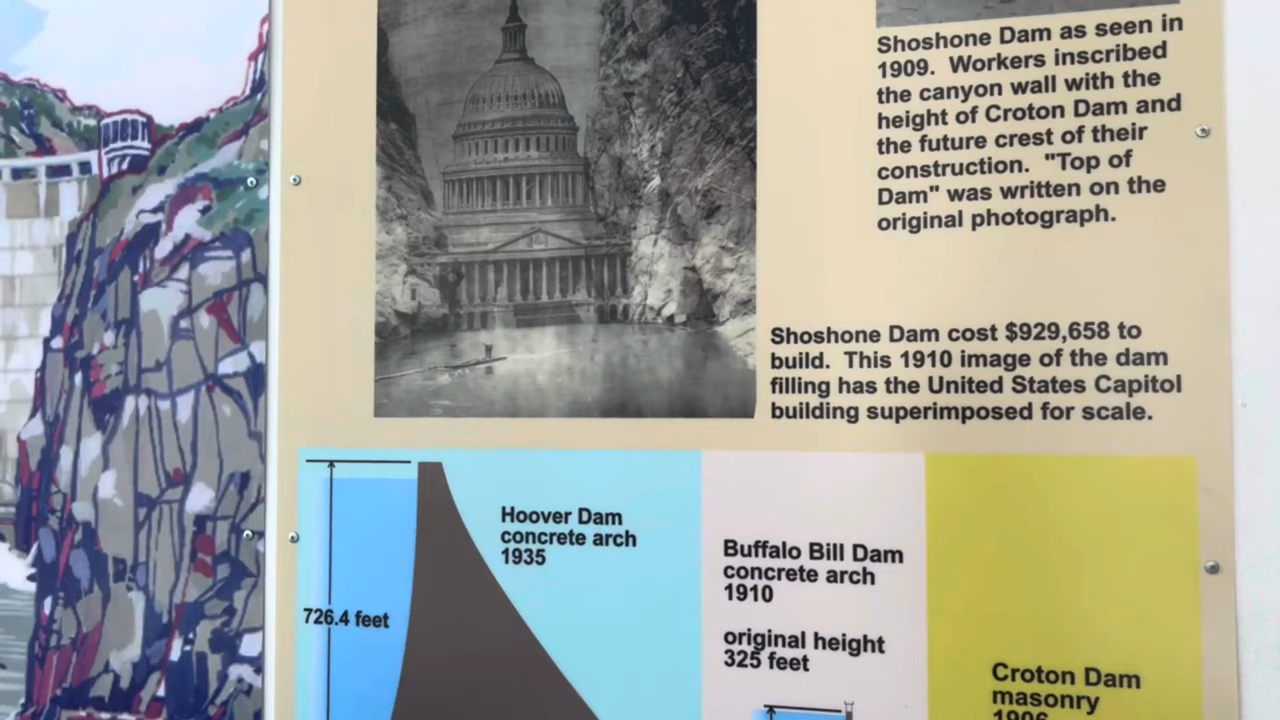 Shoshone Dam as seen in
1909. Workers inscribed
the canyon wall with the
height of Croton Dam and
the future crest of their
construction. "Top of
Dam" was written on the
original photograph.
Shoshone Dam cost $929,658 to
build. This 1910 image of the dam
filling has the United States Capitol
building superimposed for scale.
Hoover Dam
concrete arch
1935
726.4 feet
Buffalo Bill Dam
concrete arch
1910
original height
325 feet
Croton Dam
masonry
1906